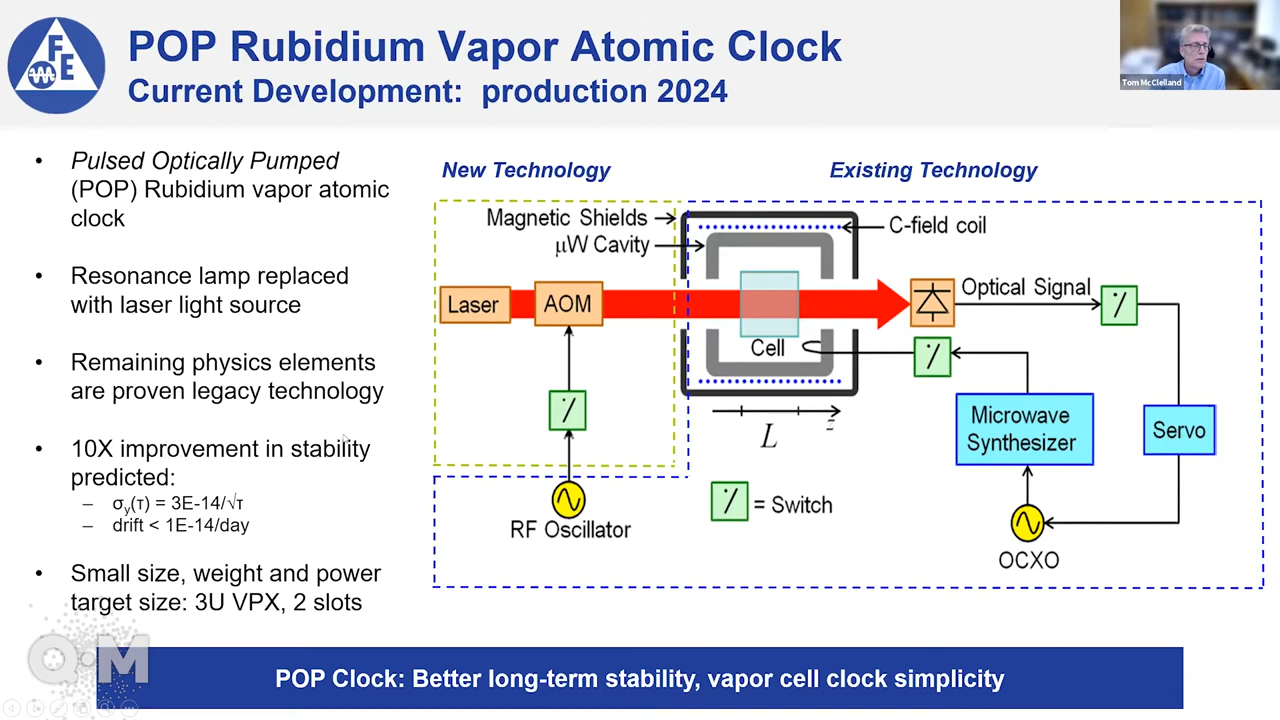 F
F E
POP Rubidium Vapor Atomic Clock
Current Development: production 2024
Tom McClelland
• Pulsed Optically Pumped
(POP) Rubidium vapor atomic
clock
• Resonance lamp replaced
with laser light source
• Remaining physics elements
are proven legacy technology
• 10X improvement in stability
predicted:
– σy(τ) = 3E-14/√τ
– drift < 1E-14/day
• Small size, weight and power
target size: 3U VPX, 2 slots
New Technology
Existing Technology
Magnetic Shields
µW Cavity
C-field coil
Laser
AOM
Cell
Optical Signal
L
z
Microwave
Synthesizer
Servo
= Switch
RF Oscillator
OCXO
QM
POP Clock: Better long-term stability, vapor cell clock simplicity